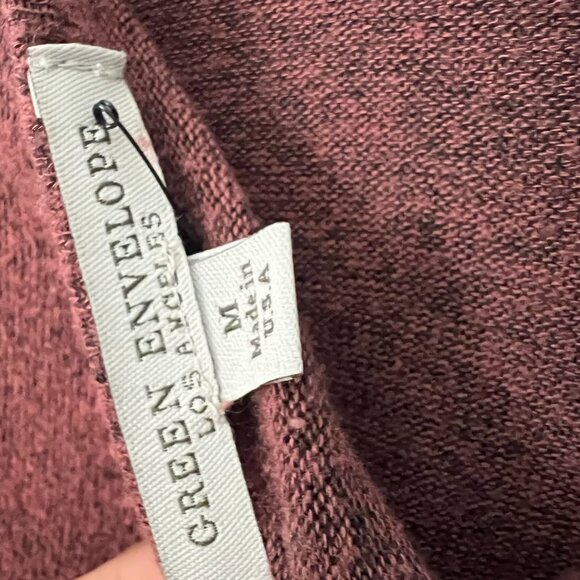 GREEN ENVELOPE
LOS ANGELES
M
Made in
U.S.A